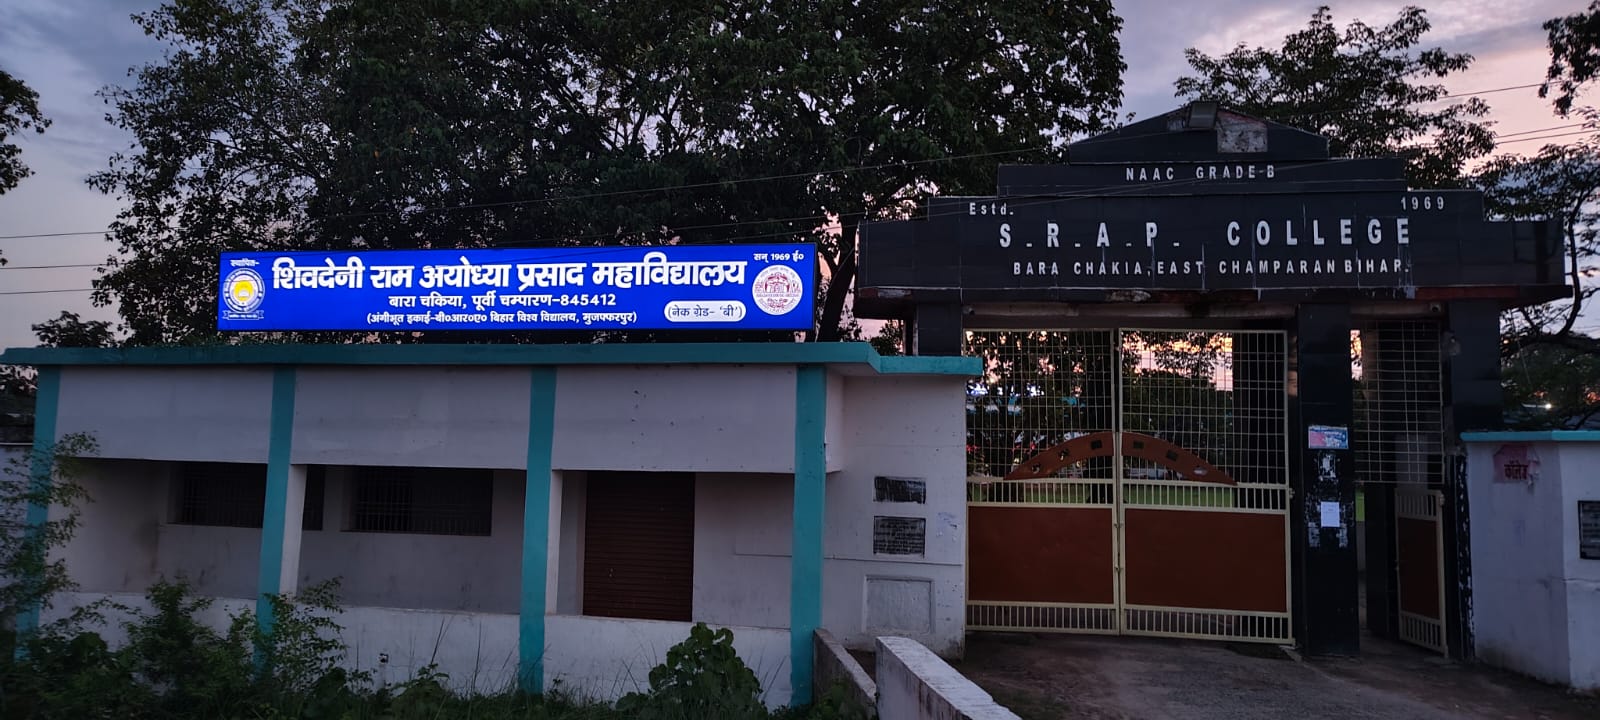 स्थापित-
सन् 1969 ई०
शिवदेनी राम अयोध्या प्रसाद महाविद्यालय
बारा चकिया, पूर्वी चम्पारण-845412
(अंगीभूत इकाई-बी०आर०ए० बिहार विश्व विद्यालय, मुजफ्फरपुर)
(नेक ग्रेड- 'बी')
NAAC GRADE-B
Estd. 1969
S.R.A.P. COLLEGE
BARA CHAKIA, EAST CHAMPARAN BIHAR.